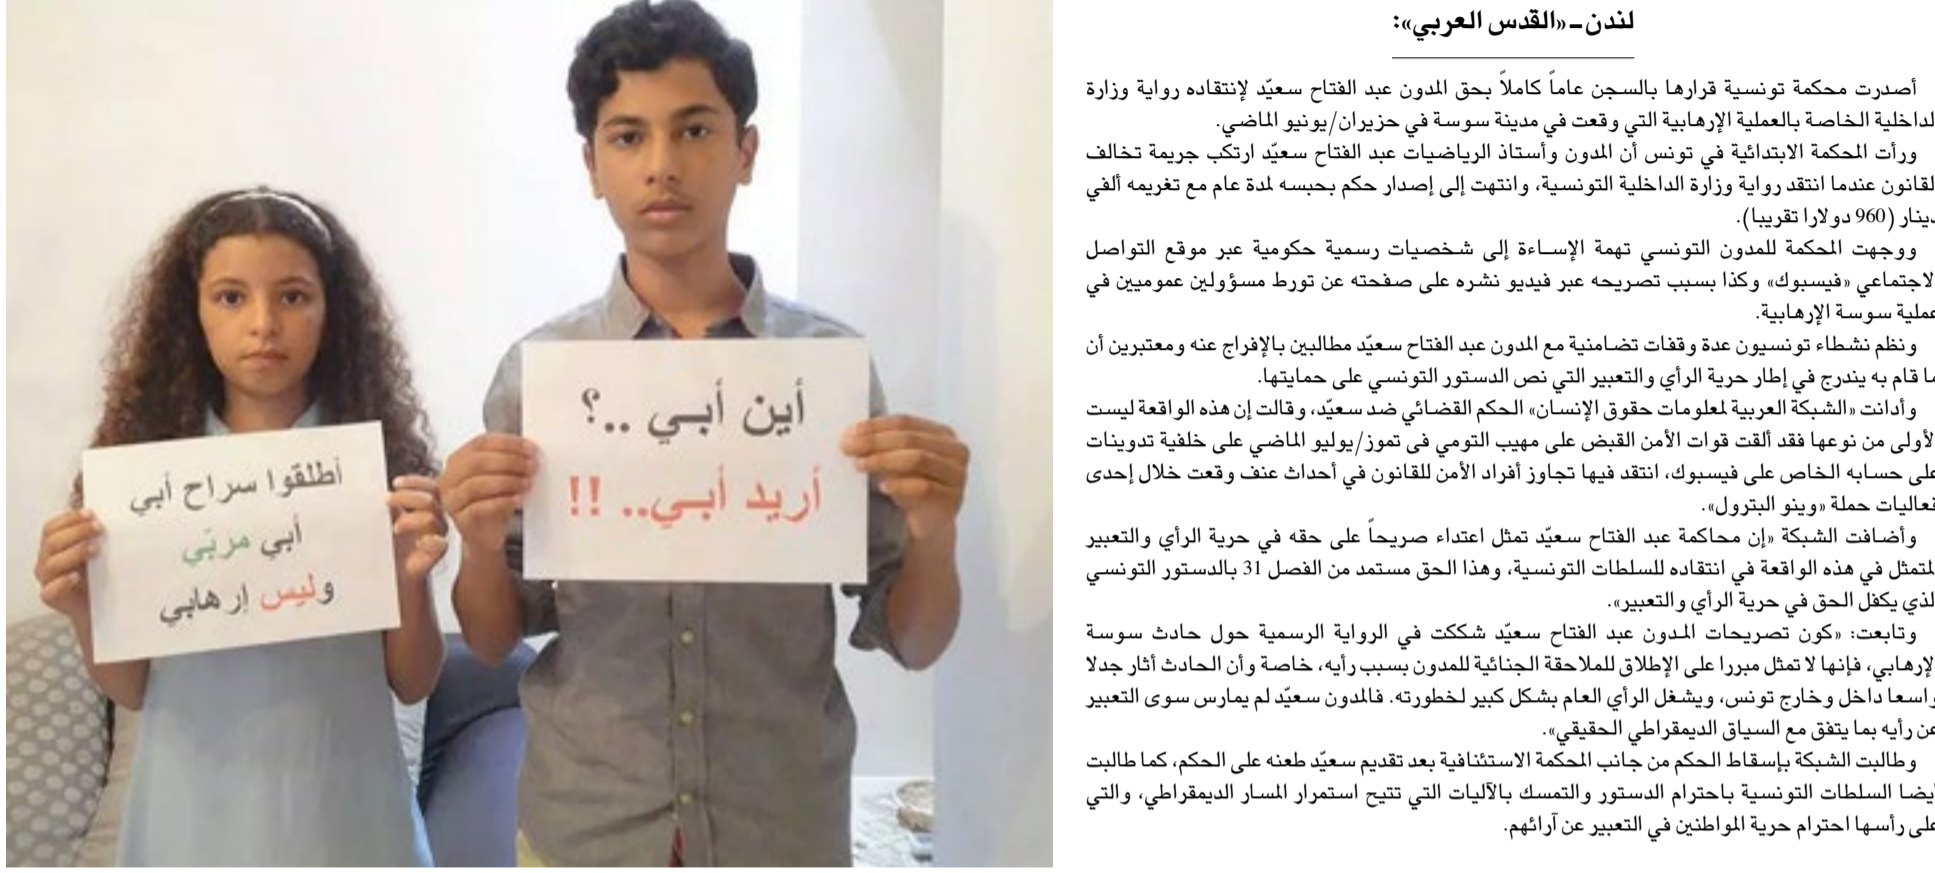 لندن ـ «القدس العربي»:
أصدرت محكمة تونسية قرارها بالسجن عاماً كاملاً بحق المدون عبد الفتاح سعيّد لإنتقاده رواية وزارة
لداخلية الخاصة بالعملية الإرهابية التي وقعت في مدينة سوسة في حزيران/يونيو الماضي.
ورأت المحكمة الابتدائية في تونس أن المدون وأستاذ الرياضيات عبد الفتاح سعيّد ارتكب جريمة تخالف
لقانون عندما انتقد رواية وزارة الداخلية التونسية، وانتهت إلى إصدار حكم بحبسه لمدة عام مع تغريمه ألفي
دينار (960 دولارا تقريبا).
ووجهت المحكمة للمدون التونسي تهمة الإساءة إلى شخصيات رسمية حكومية عبر موقع التواصل
لاجتماعي «فيسبوك» وكذا بسبب تصريحه عبر فيديو نشره على صفحته عن تورط مسؤولين عموميين في
عملية سوسة الإرهابية.
ونظم نشطاء تونسيون عدة وقفات تضامنية مع المدون عبد الفتاح سعيّد مطالبين بالإفراج عنه ومعتبرين أن
ما قام به يندرج في إطار حرية الرأي والتعبير التي نص الدستور التونسي على حمايتها.
وأدانت «الشبكة العربية لمعلومات حقوق الإنسان» الحكم القضائي ضد سعيّد، وقالت إن هذه الواقعة ليست
لأولى من نوعها فقد ألقت قوات الأمن القبض على مهيب التومي فى تموز/يوليو الماضي على خلفية تدوينات
على حسابه الخاص على فيسبوك، انتقد فيها تجاوز أفراد الأمن للقانون في أحداث عنف وقعت خلال إحدى
فعاليات حملة «وينو البترول».
وأضافت الشبكة «إن محاكمة عبد الفتاح سعيّد تمثل اعتداء صريحاً على حقه في حرية الرأي والتعبير
لمتمثل في هذه الواقعة في انتقاده للسلطات التونسية، وهذا الحق مستمد من الفصل 31 بالدستور التونسي
لذي يكفل الحق في حرية الرأي والتعبير».
وتابعت: «كون تصريحات المدون عبد الفتاح سعيّد شككت في الرواية الرسمية حول حادث سوسة
لإرهابي، فإنها لا تمثل مبررا على الإطلاق للملاحقة الجنائية للمدون بسبب رأيه، خاصة وأن الحادث أثار جدلا
واسعا داخل وخارج تونس، ويشغل الرأي العام بشكل كبير لخطورته. فالمدون سعيّد لم يمارس سوى التعبير
عن رأيه بما يتفق مع السياق الديمقراطي الحقيقي».
وطالبت الشبكة بإسقاط الحكم من جانب المحكمة الاستئنافية بعد تقديم سعيّد طعنه على الحكم، كما طالبت
أيضا السلطات التونسية باحترام الدستور والتمسك بالآليات التي تتيح استمرار المسار الديمقراطي، والتي
على رأسها احترام حرية المواطنين في التعبير عن آرائهم.
أين أبي ..؟
أريد أبي.. !!
أطلقوا سراح أبي
أبي مربّي
وليس إرهابي